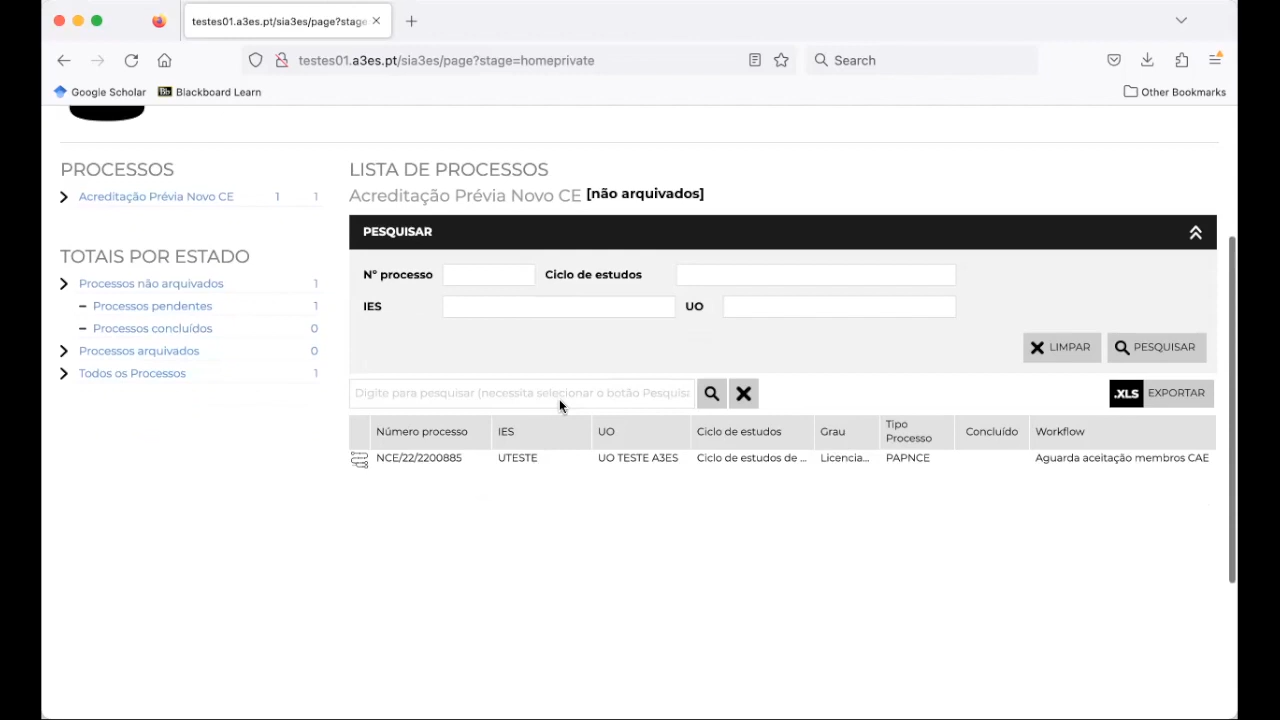 testes01.a3es.pt/sia3es/page?stage
testes01.a3es.pt/sia3es/page?stage=homeprivate
Search
Google Scholar
Bb Blackboard Learn
Other Bookmarks
PROCESSOS
Acreditação Prévia Novo CE 1 1
TOTAIS POR ESTADO
Processos não arquivados 1
Processos pendentes 1
Processos concluídos 0
Processos arquivados 0
Todos os Processos 1
LISTA DE PROCESSOS
Acreditação Prévia Novo CE [não arquivados]
PESQUISAR
Nº processo Ciclo de estudos
IES UO
LIMPAR PESQUISAR
Digite para pesquisar (necessita selecionar o botão Pesquisa
.XLS EXPORTAR
Número processo IES UO Ciclo de estudos Grau Tipo Processo Concluído Workflow
NCE/22/2200885 UTESTE UO TESTE A3ES Ciclo de estudos de ... Licencia... PAPNCE Aguarda aceitação membros CAE